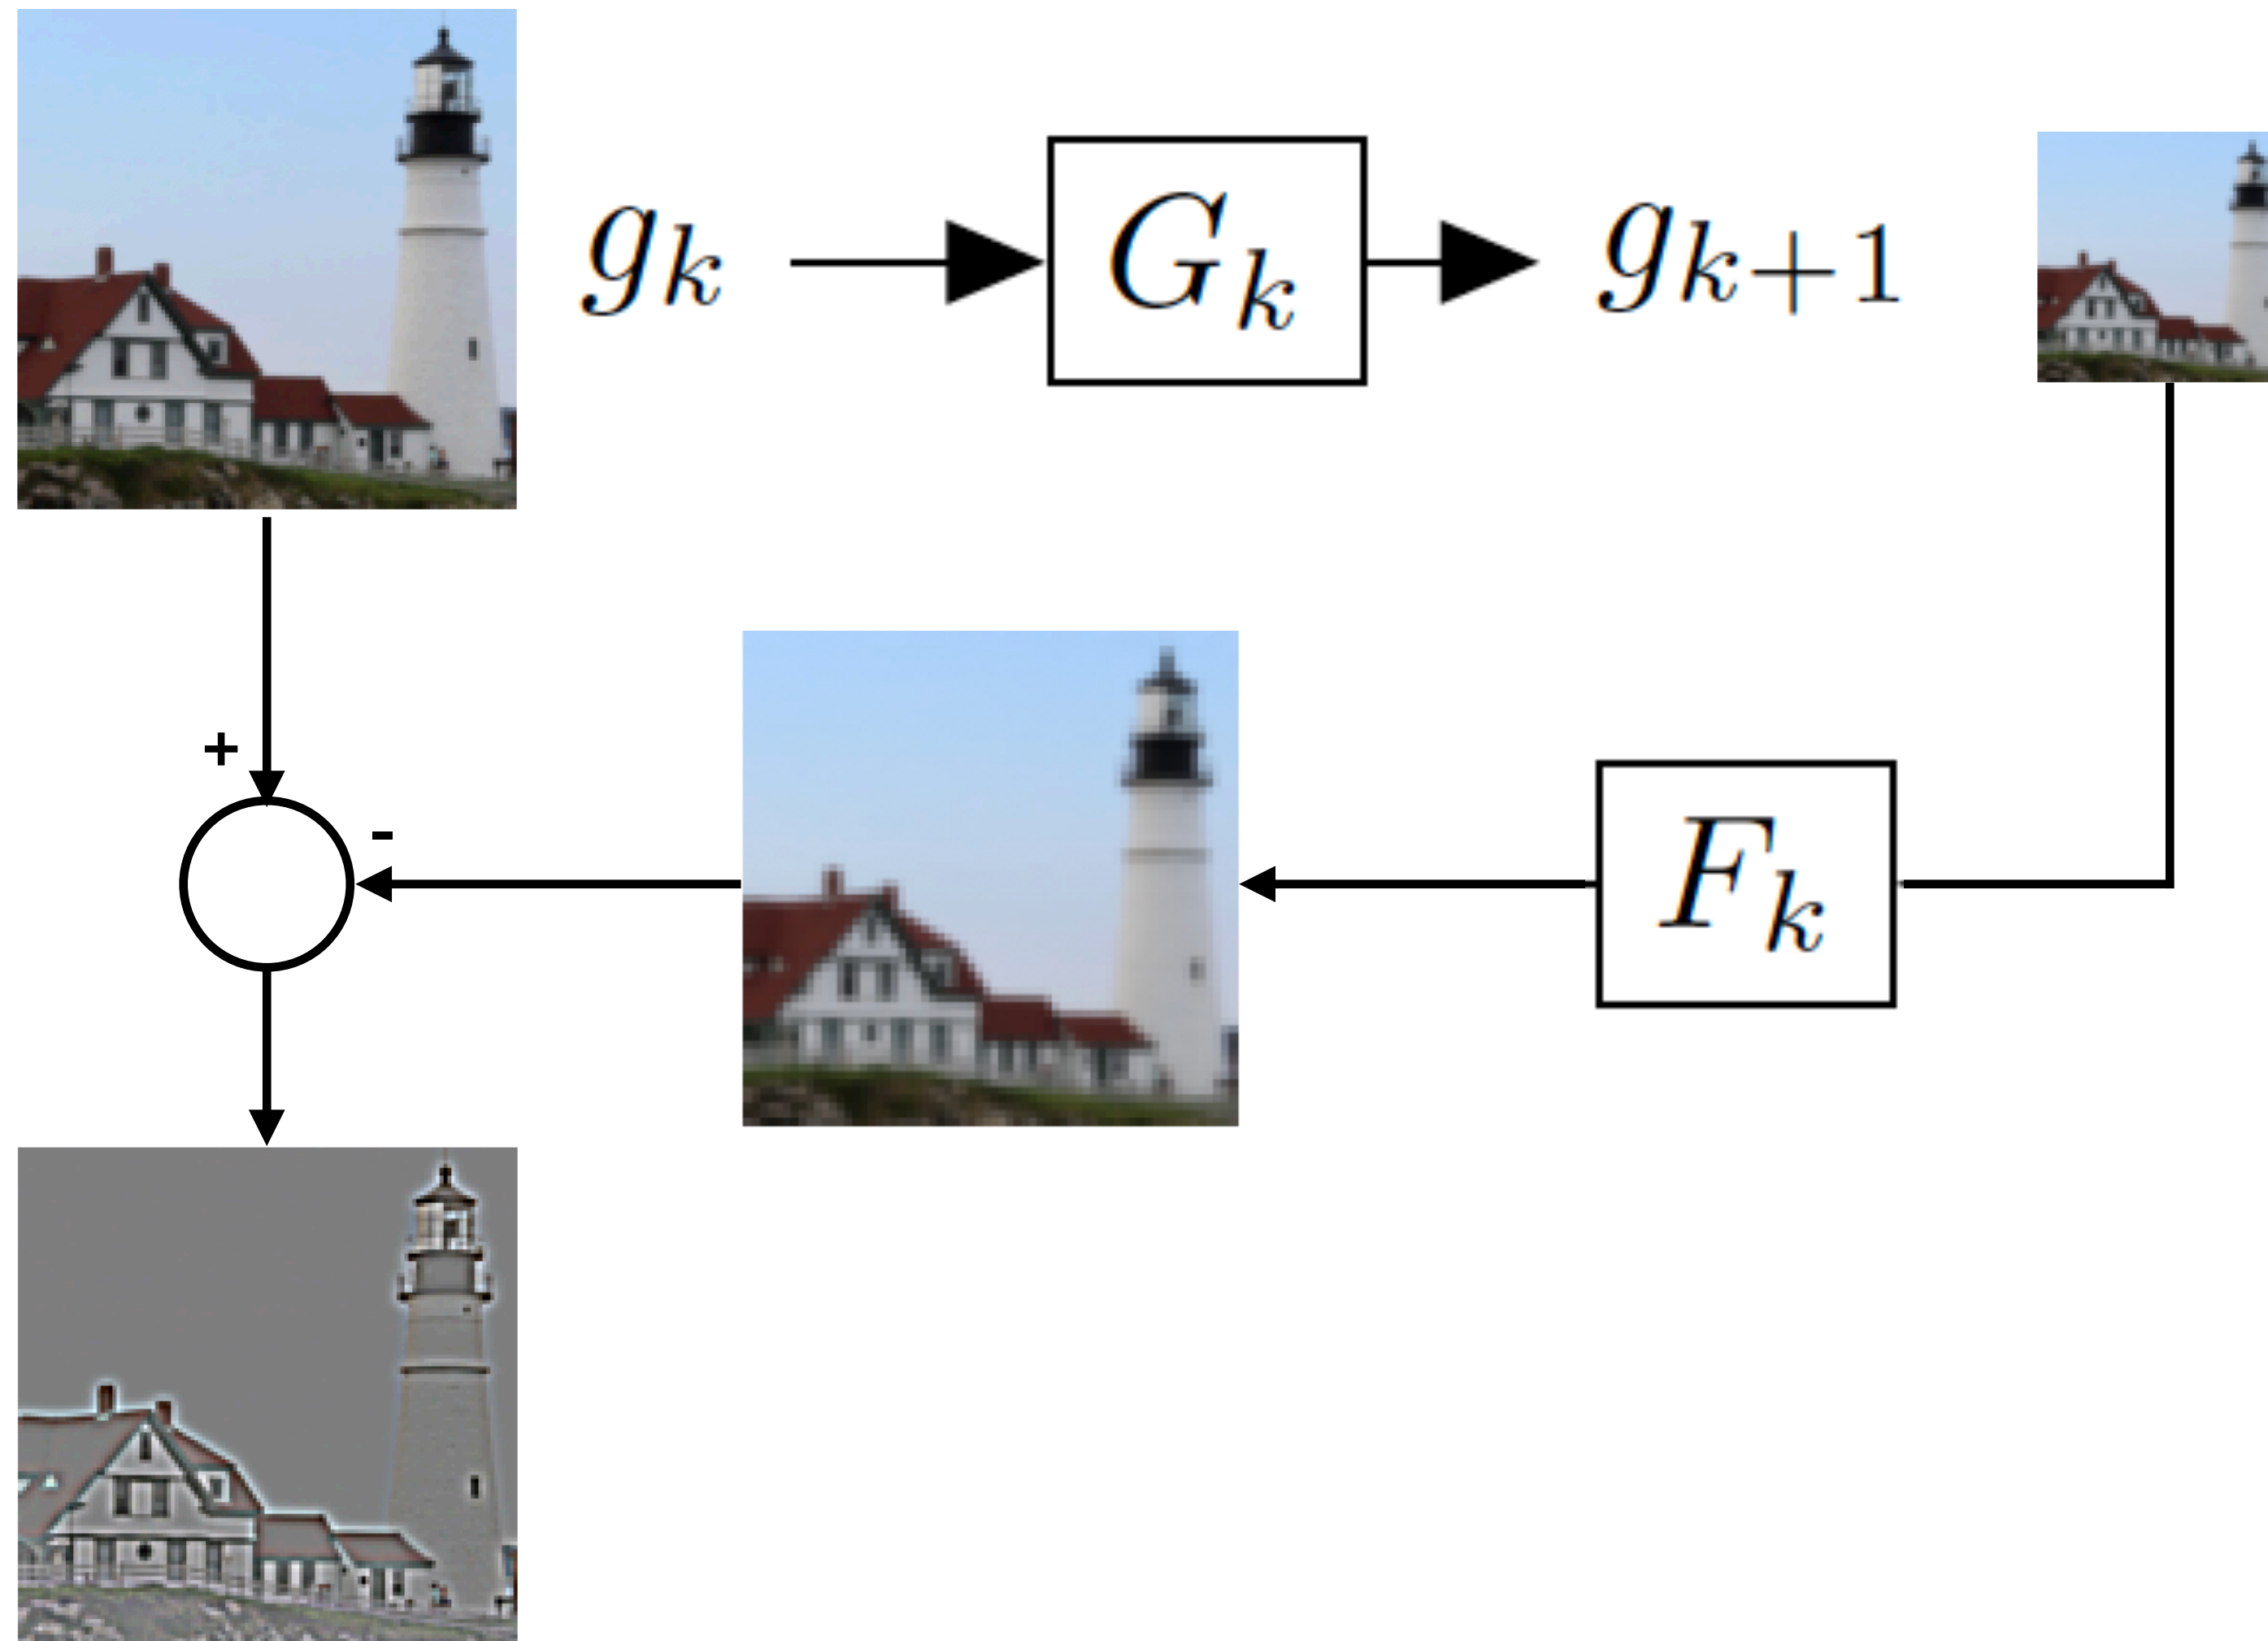 g_k → G_k → g_{k+1}
+
-
F_k